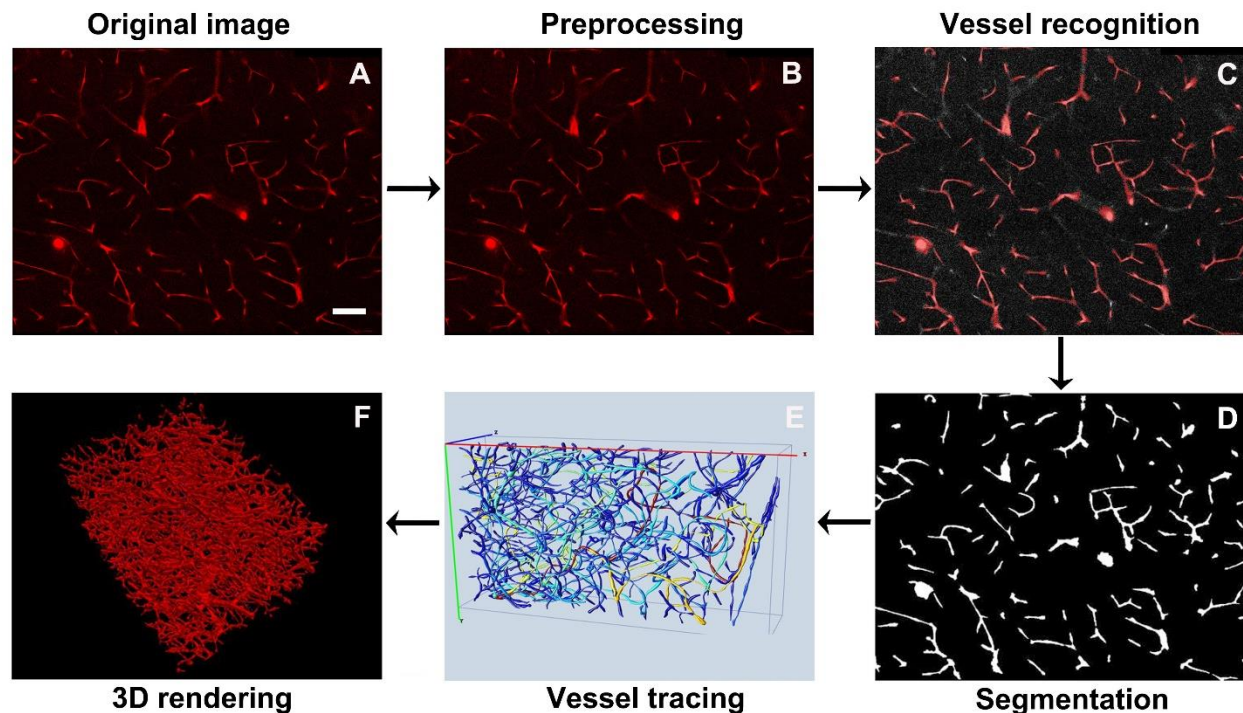 Original image
Preprocessing
Vessel recognition
A
B
C
F
E
D
z
x
Y
3D rendering
Vessel tracing
Segmentation